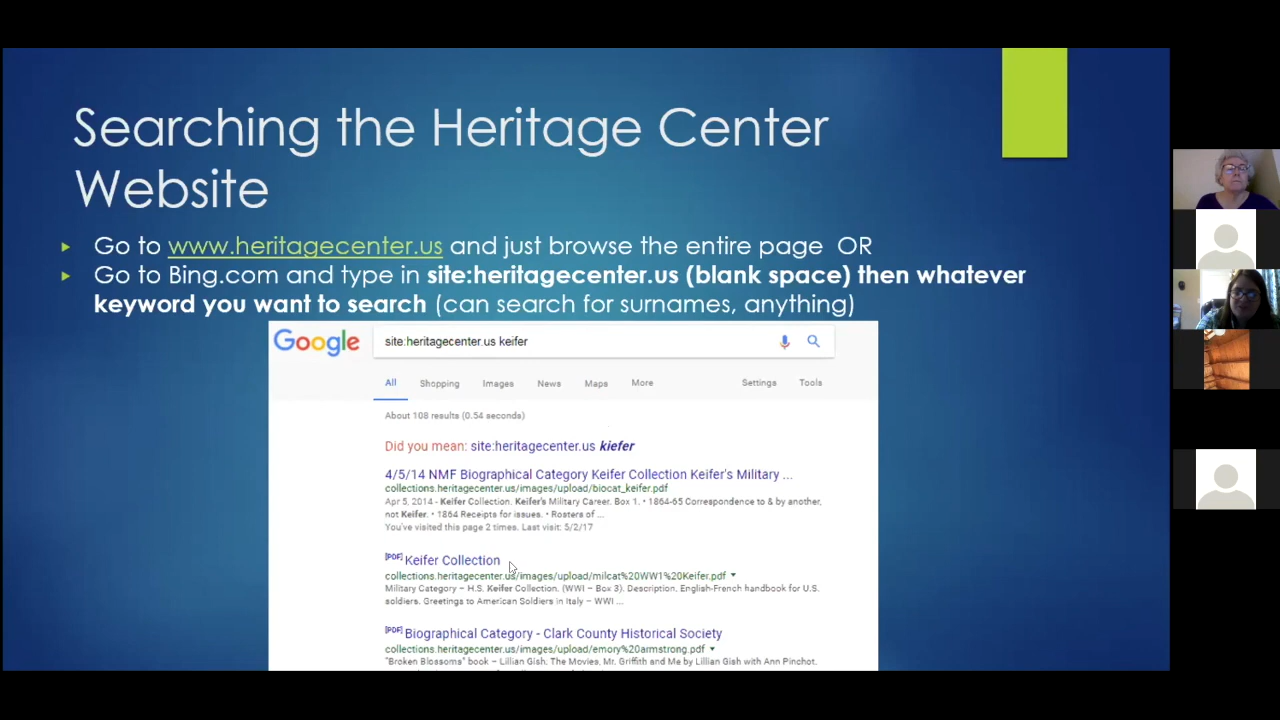 Searching the Heritage Center
Website
Go to www.heritagecenter.us and just browse the entire page OR
Go to Bing.com and type in site:heritagecenter.us (blank space) then whatever
keyword you want to search (can search for surnames, anything)
Google
site:heritagecenter.us keifer
All Shopping Images News Maps More Settings Tools
About 108 results (0.54 seconds)
Did you mean: site:heritagecenter.us kiefer
4/5/14 NMF Biographical Category Keifer Collection Keifer's Military ...
collections.heritagecenter.us/images/upload/biocat_keifer.pdf
Apr 5, 2014 - Keifer Collection. Keifer's Military Career. Box 1. • 1864-65 Correspondence to & by another,
not Keifer. • 1864 Receipts for issues. • Rosters of ...
You've visited this page 2 times. Last visit: 5/2/17
[PDF] Keifer Collection
collections.heritagecenter.us/images/upload/milcat%20WW1%20Keifer.pdf
Military Category – H.S. Keifer Collection. (WWI – Box 3). Description. English-French handbook for U.S.
soldiers. Greetings to American Soldiers in Italy – WWI ...
[PDF] Biographical Category - Clark County Historical Society
collections.heritagecenter.us/images/upload/emory%20armstrong.pdf
"Broken Blossoms" book – Lillian Gish. The Movies, Mr. Griffith and Me by Lillian Gish with Ann Pinchot.